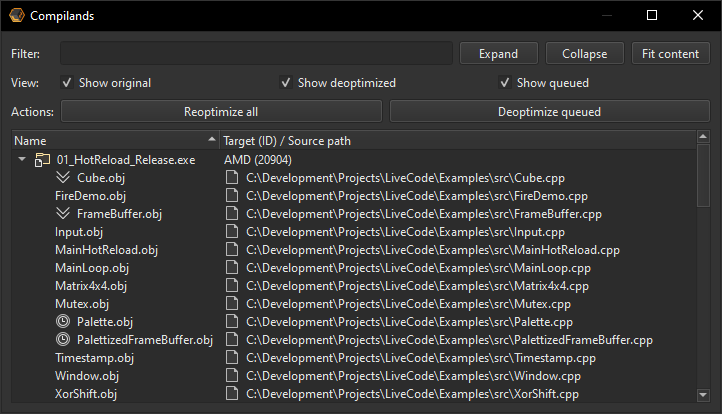 Compilands
Filter: Expand Collapse Fit content
View: Show original Show deoptimized Show queued
Actions: Reoptimize all Deoptimize queued
Name Target (ID) / Source path
01_HotReload_Release.exe AMD (20904)
Cube.obj C:\Development\Projects\LiveCode\Examples\src\Cube.cpp
FireDemo.obj C:\Development\Projects\LiveCode\Examples\src\FireDemo.cpp
FrameBuffer.obj C:\Development\Projects\LiveCode\Examples\src\FrameBuffer.cpp
Input.obj C:\Development\Projects\LiveCode\Examples\src\Input.cpp
MainHotReload.obj C:\Development\Projects\LiveCode\Examples\src\MainHotReload.cpp
MainLoop.obj C:\Development\Projects\LiveCode\Examples\src\MainLoop.cpp
Matrix4x4.obj C:\Development\Projects\LiveCode\Examples\src\Matrix4x4.cpp
Mutex.obj C:\Development\Projects\LiveCode\Examples\src\Mutex.cpp
Palette.obj C:\Development\Projects\LiveCode\Examples\src\Palette.cpp
PalettizedFrameBuffer.obj C:\Development\Projects\LiveCode\Examples\src\PalettizedFrameBuffer.cpp
Timestamp.obj C:\Development\Projects\LiveCode\Examples\src\Timestamp.cpp
Window.obj C:\Development\Projects\LiveCode\Examples\src\Window.cpp
XorShift.obj C:\Development\Projects\LiveCode\Examples\src\XorShift.cpp